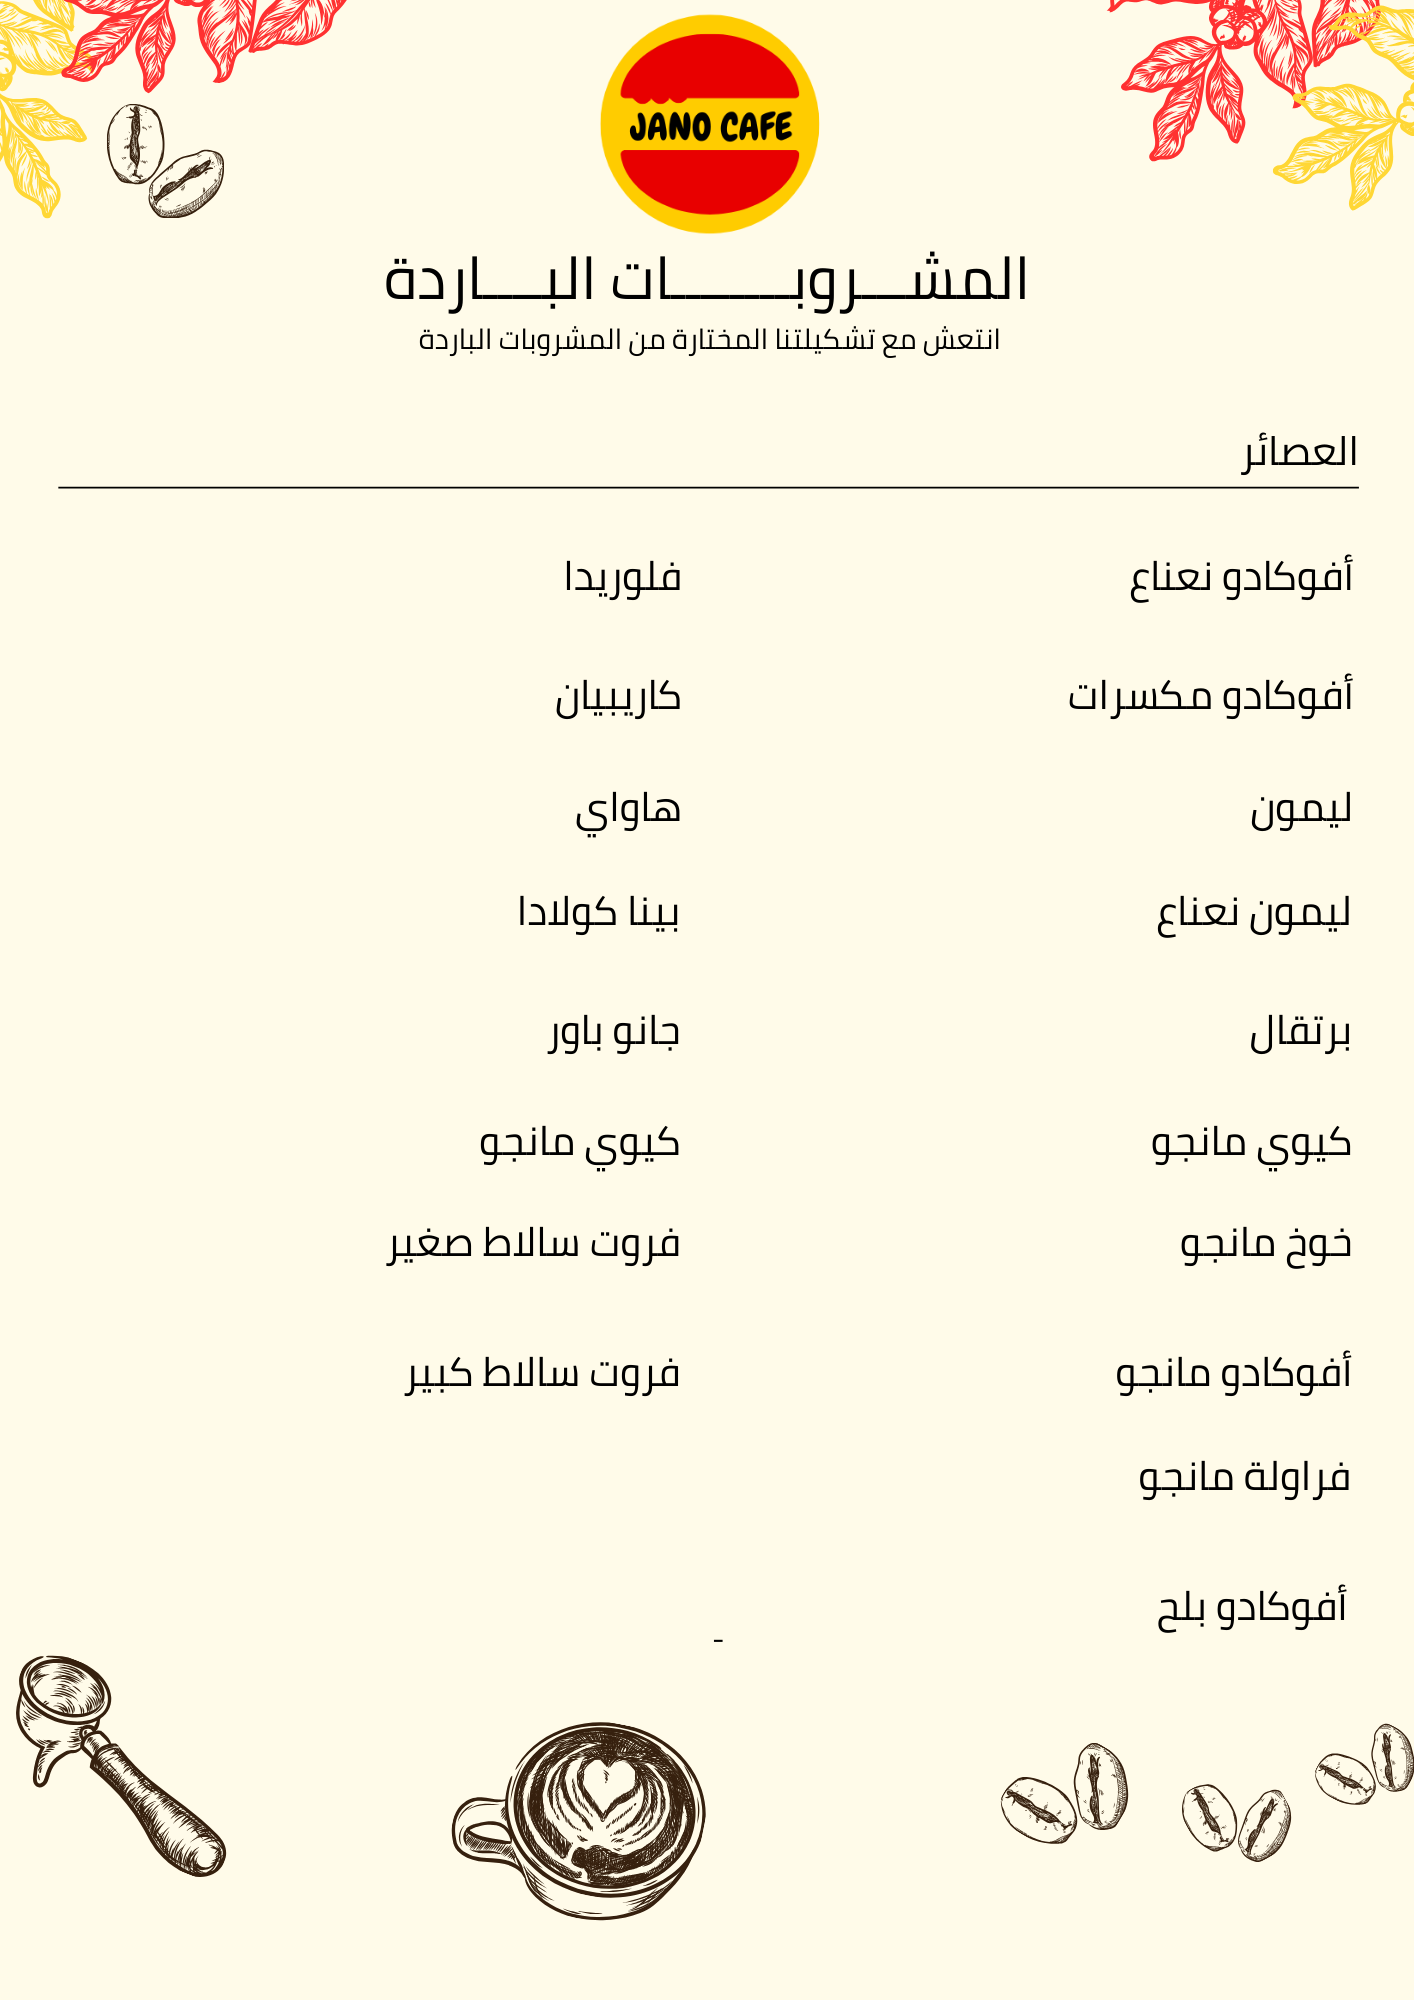 JANO CAFE
المشـــروبـــــــات البــــاردة
انتعش مع تشكيلتنا المختارة من المشروبات الباردة
العصائر
أفوكادو نعناع
أفوكادو مكسرات
ليمون
ليمون نعناع
برتقال
كيوي مانجو
خوخ مانجو
أفوكادو مانجو
فراولة مانجو
أفوكادو بلح
فلوريدا
كاريبيان
هاواي
بينا كولادا
جانو باور
كيوي مانجو
فروت سالاط صغير
فروت سالاط كبير
-